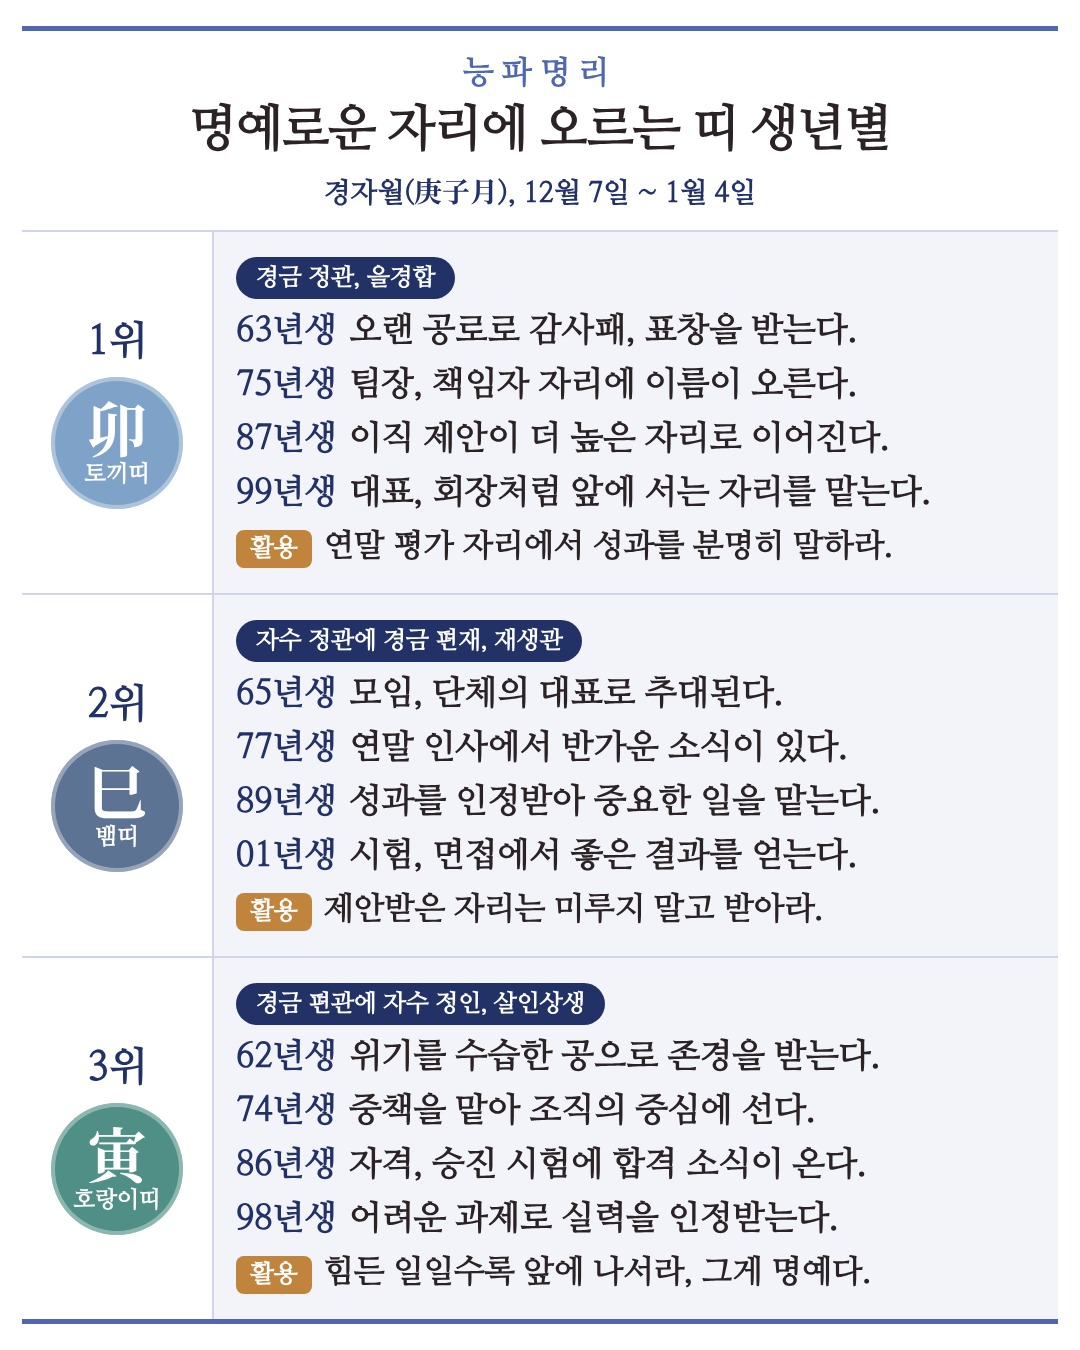 능파명리
명예로운 자리에 오르는 띠 생년별
경자월(庚子月), 12월 7일 ~ 1월 4일
1위
卯
토끼띠
경금 정관, 을경합
63년생 오랜 공로로 감사패, 표창을 받는다.
75년생 팀장, 책임자 자리에 이름이 오른다.
87년생 이직 제안이 더 높은 자리로 이어진다.
99년생 대표, 회장처럼 앞에 서는 자리를 맡는다.
활용 연말 평가 자리에서 성과를 분명히 말하라.
2위
巳
뱀띠
자수 정관에 경금 편재, 재생관
65년생 모임, 단체의 대표로 추대된다.
77년생 연말 인사에서 반가운 소식이 있다.
89년생 성과를 인정받아 중요한 일을 맡는다.
01년생 시험, 면접에서 좋은 결과를 얻는다.
활용 제안받은 자리는 미루지 말고 받아라.
3위
寅
호랑이띠
경금 편관에 자수 정인, 살인상생
62년생 위기를 수습한 공으로 존경을 받는다.
74년생 중책을 맡아 조직의 중심에 선다.
86년생 자격, 승진 시험에 합격 소식이 온다.
98년생 어려운 과제로 실력을 인정받는다.
활용 힘든 일일수록 앞에 나서라, 그게 명예다.